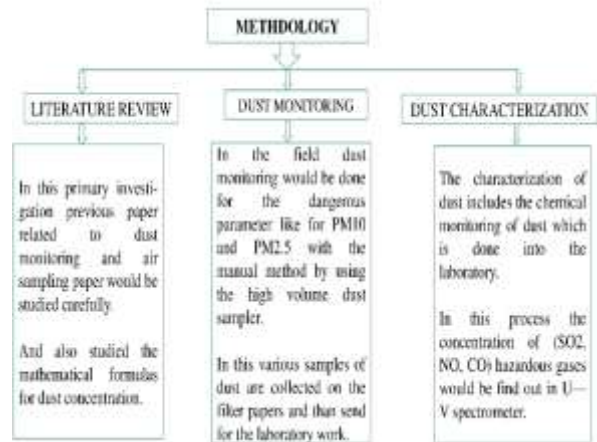 METHDOLOGY
LITERATURE REVIEW
In this primary investi-
gation previous paper
related to dust
monitoring and air
sampling paper would be
studied carefully.
And also studied the
mathematical formulas
for dust concentration.
DUST MONITORING
In the field dust
monitoring would be done
for the dangerous
parameter like for PM10
and PM2.5 with the
manual method by using
the high volume dust
sampler.
In this various samples of
dust are collected on the
filter papers and than send
for the laboratory work.
DUST CHARACTERIZATION
The characterization of
dust includes the chemical
monitoring of dust which
is done into the
laboratory.
In this process the
concentration of (SO2,
NO, CO) hazardous gases
would be find out in U—
V spectrometer.